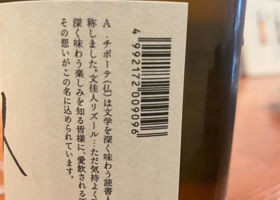 A.チボーテ(仏)は文学を深く味わう読書人
称しました。文佳人リズール…ただ気持よく
深く味わう楽しみを知る皆様に、愛飲される
その想いがこの名に込められています。
4992172009096